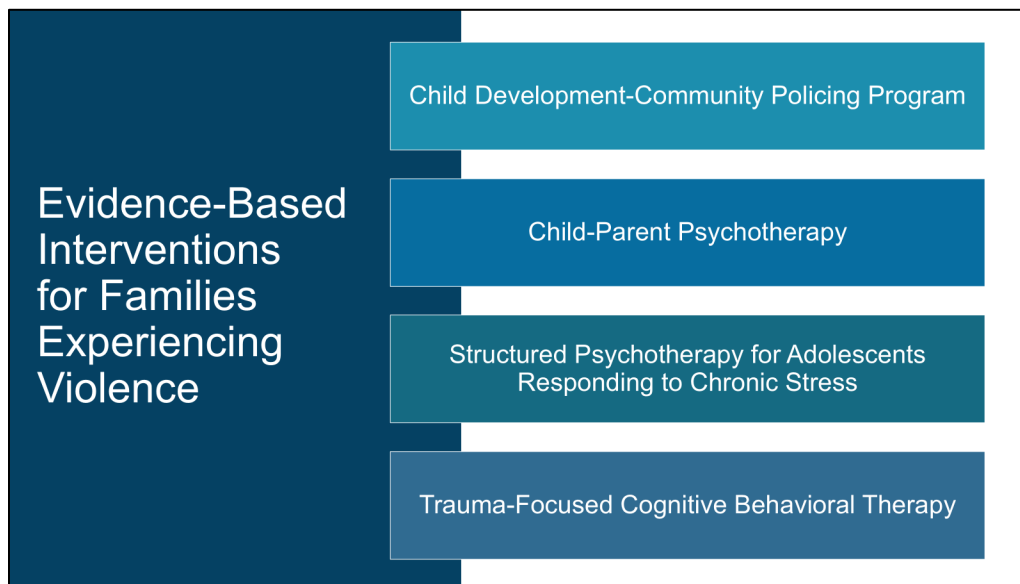 Evidence-Based
Interventions
for Families
Experiencing
Violence
Child Development-Community Policing Program
Child-Parent Psychotherapy
Structured Psychotherapy for Adolescents
Responding to Chronic Stress
Trauma-Focused Cognitive Behavioral Therapy